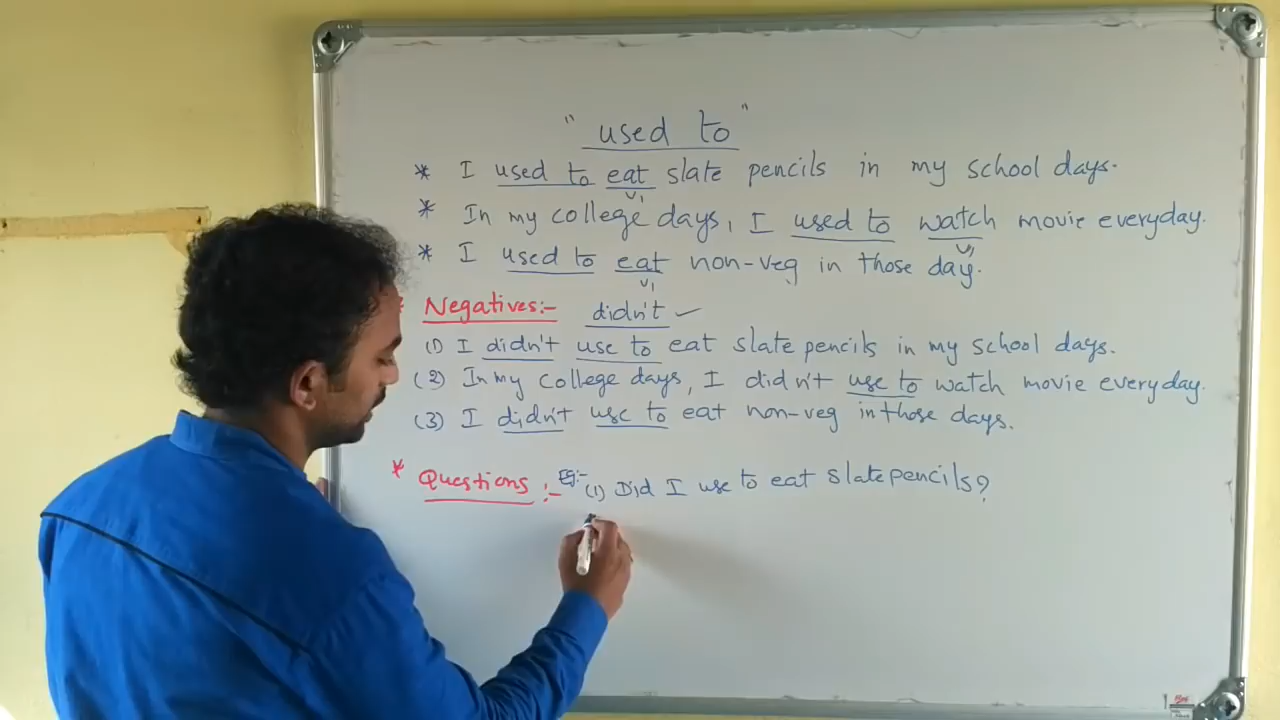 "used to"
* I used to eat slate pencils in my school days.
V1
* In my college days, I used to watch movie everyday.
V1
* I used to eat non-veg in those day.
V1
* Negatives:- didn't ✓
(1) I didn't use to eat slate pencils in my school days.
(2) In my college days, I didn't use to watch movie everyday.
(3) I didn't use to eat non-veg in those days.
* Questions :- Eg:- (1) Did I use to eat slate pencils?